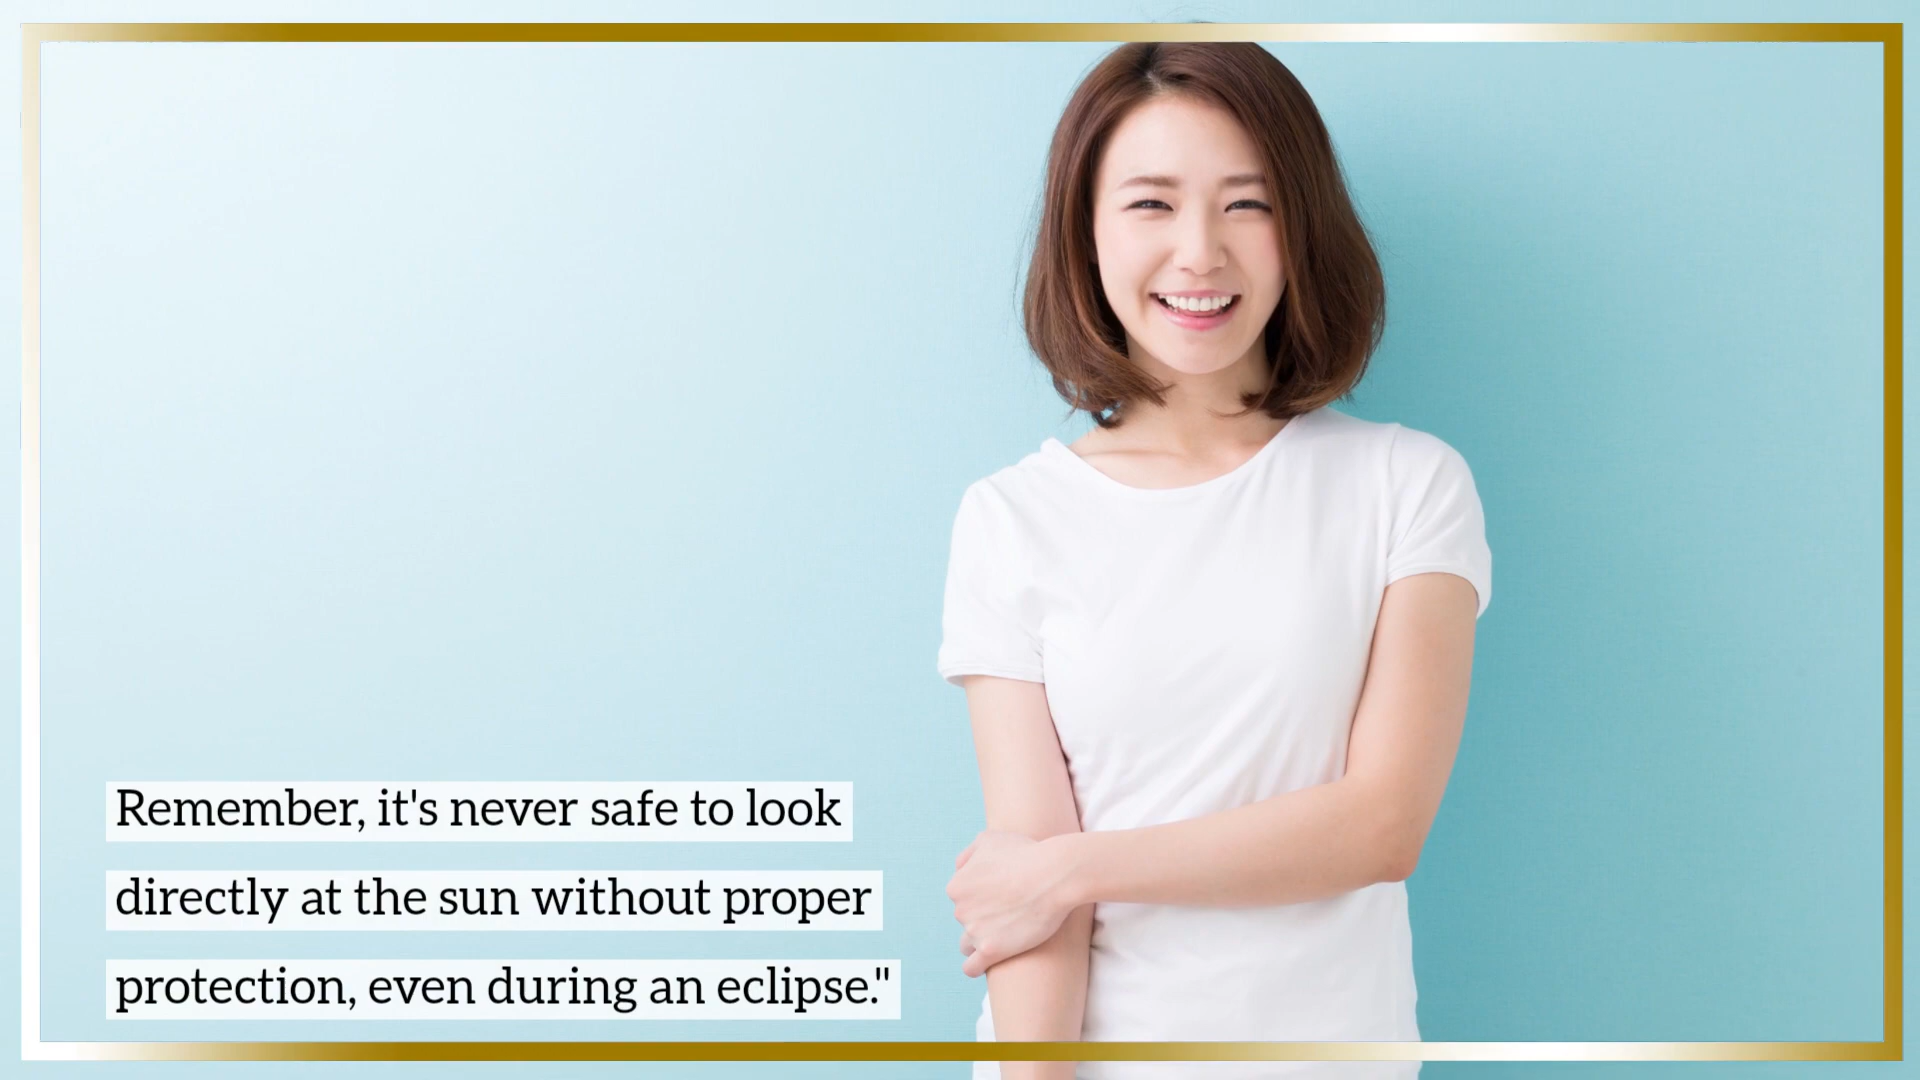 Remember, it's never safe to look
directly at the sun without proper
protection, even during an eclipse."